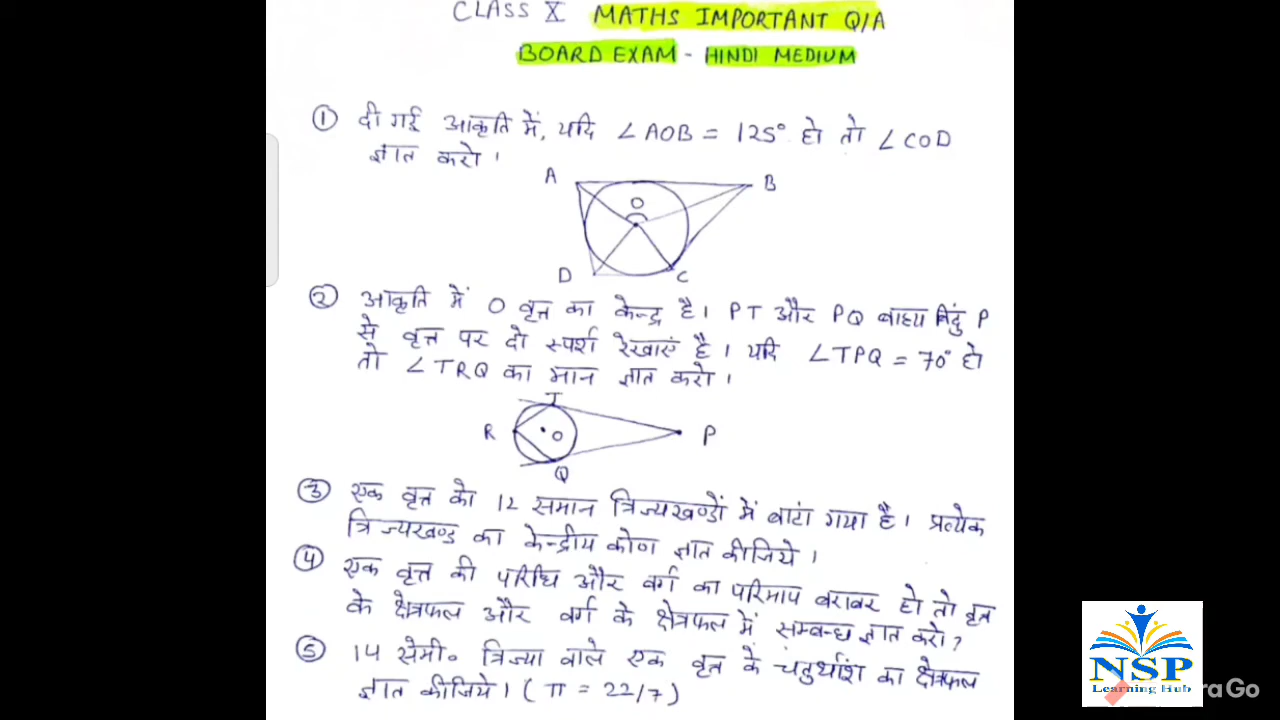 CLASS X MATHS IMPORTANT Q/A
BOARD EXAM - HINDI MEDIUM
① दी गई आकृति में, यदि ∠AOB = 125° हो तो ∠COD
ज्ञात करो।
A
B
O
D
C
② आकृति में O वृत्त का केन्द्र है। PT और PQ बाह्य बिंदु P
से वृत्त पर दो स्पर्श रेखाएं है। यदि ∠TPQ = 70° हो
तो ∠TRQ का मान ज्ञात करो।
T
R
O
P
Q
③ एक वृत्त को 12 समान त्रिज्यखण्डों में बांटा गया है। प्रत्येक
त्रिज्यखण्ड का केन्द्रीय कोण ज्ञात कीजिये।
④ एक वृत्त की परिधि और वर्ग का परिमाप बराबर हो तो वृत्त
के क्षेत्रफल और वर्ग के क्षेत्रफल में सम्बन्ध ज्ञात करो?
⑤ 14 सेमी० त्रिज्या वाले एक वृत्त के चतुर्थांश का क्षेत्रफल
ज्ञात कीजिये। (π = 22/7)
NSP
Learning Hub
raGo